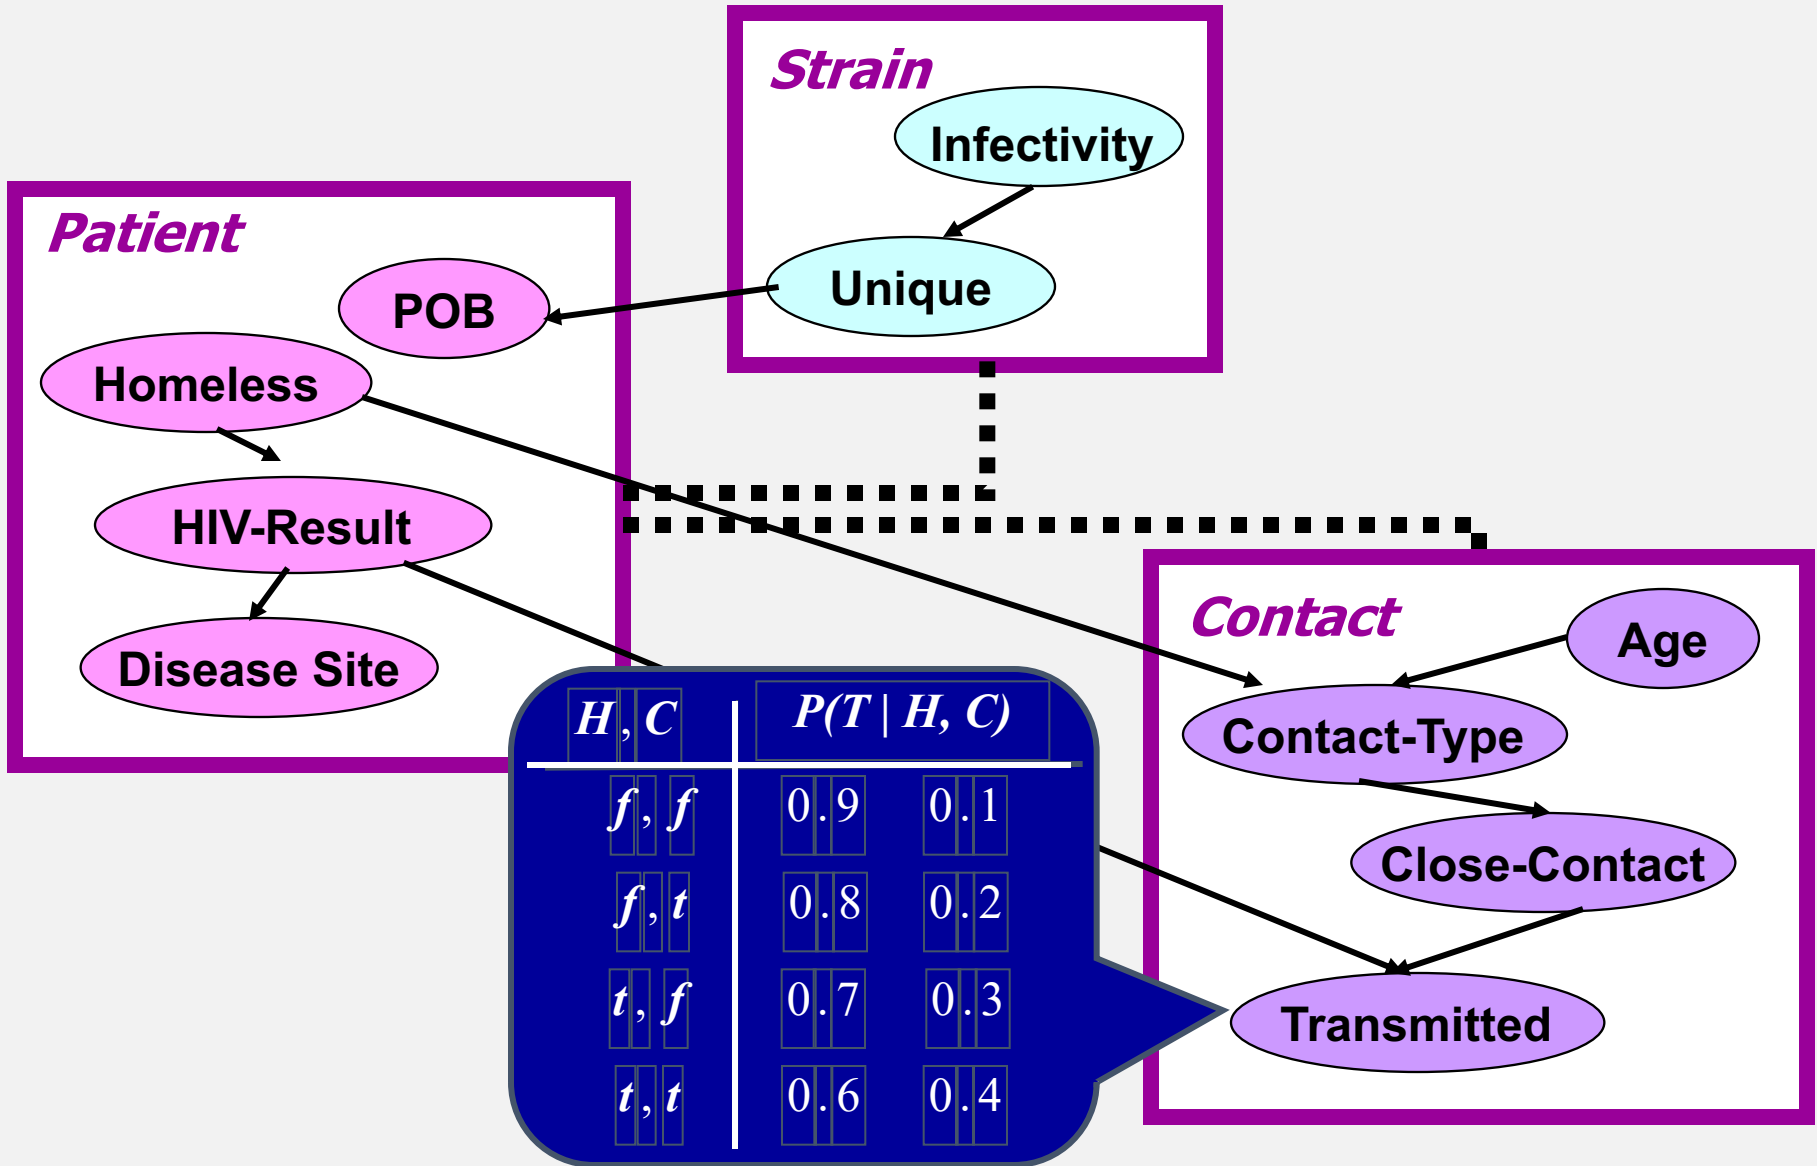 Strain
Infectivity
Unique
Patient
POB
Homeless
HIV-Result
Disease Site
Contact
Age
Contact-Type
Close-Contact
Transmitted
H, C P(T | H, C)
f, f 0.9 0.1
f, t 0.8 0.2
t, f 0.7 0.3
t, t 0.6 0.4